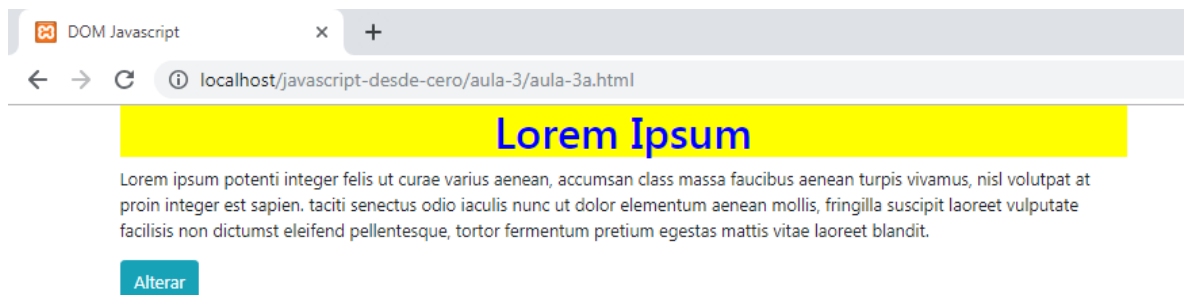 DOM Javascript
localhost/javascript-desde-cero/aula-3/aula-3a.html
Lorem Ipsum
Lorem ipsum potenti integer felis ut curae varius aenean, accumsan class massa faucibus aenean turpis vivamus, nisl volutpat at
proin integer est sapien. taciti senectus odio iaculis nunc ut dolor elementum aenean mollis, fringilla suscipit laoreet vulputate
facilisis non dictumst eleifend pellentesque, tortor fermentum pretium egestas mattis vitae laoreet blandit.
Alterar